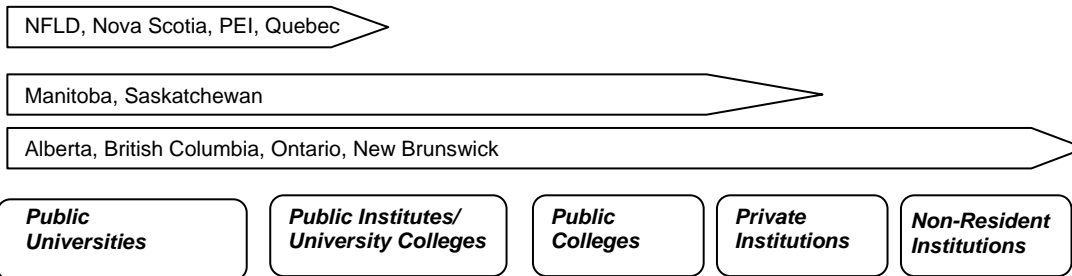 NFLD, Nova Scotia, PEI, Quebec
Manitoba, Saskatchewan
Alberta, British Columbia, Ontario, New Brunswick
Public
Universities
Public Institutes/
University Colleges
Public
Colleges
Private
Institutions
Non-Resident
Institutions